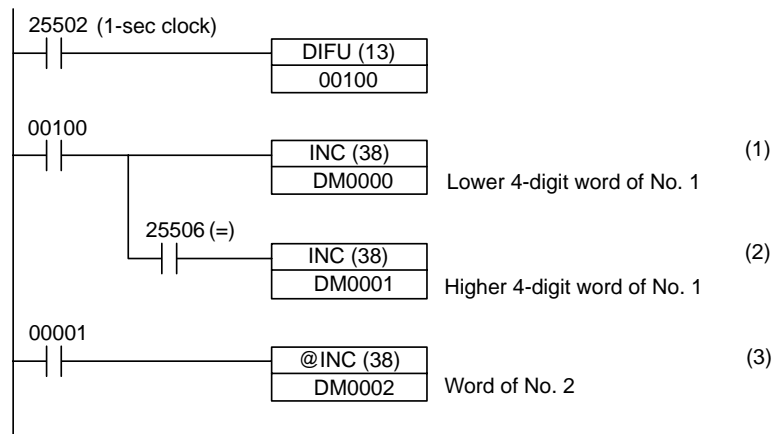 25502 (1-sec clock)
DIFU (13)
00100
00100
INC (38) (1)
DM0000 Lower 4-digit word of No. 1
25506 (=)
INC (38) (2)
DM0001 Higher 4-digit word of No. 1
00001
@INC (38) (3)
DM0002 Word of No. 2